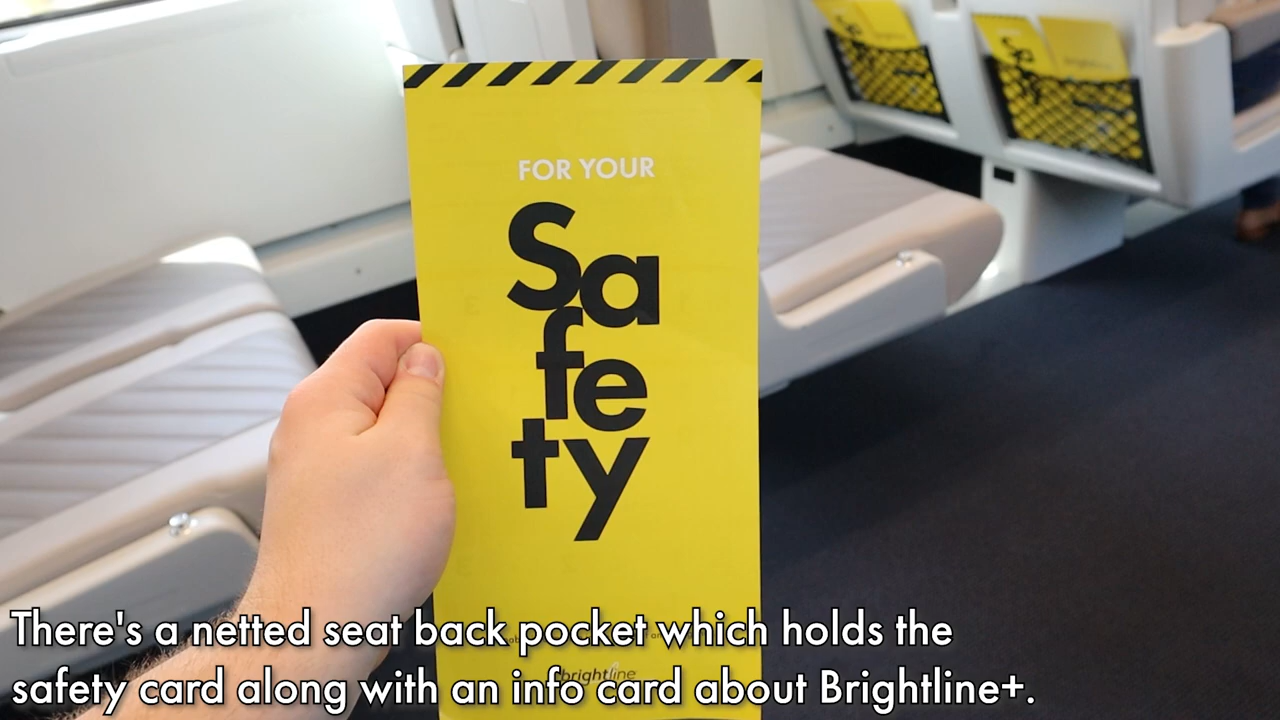 FOR YOUR
Sa
fe
ty
brightline
There's a netted seat back pocket which holds the
safety card along with an info card about Brightline+.